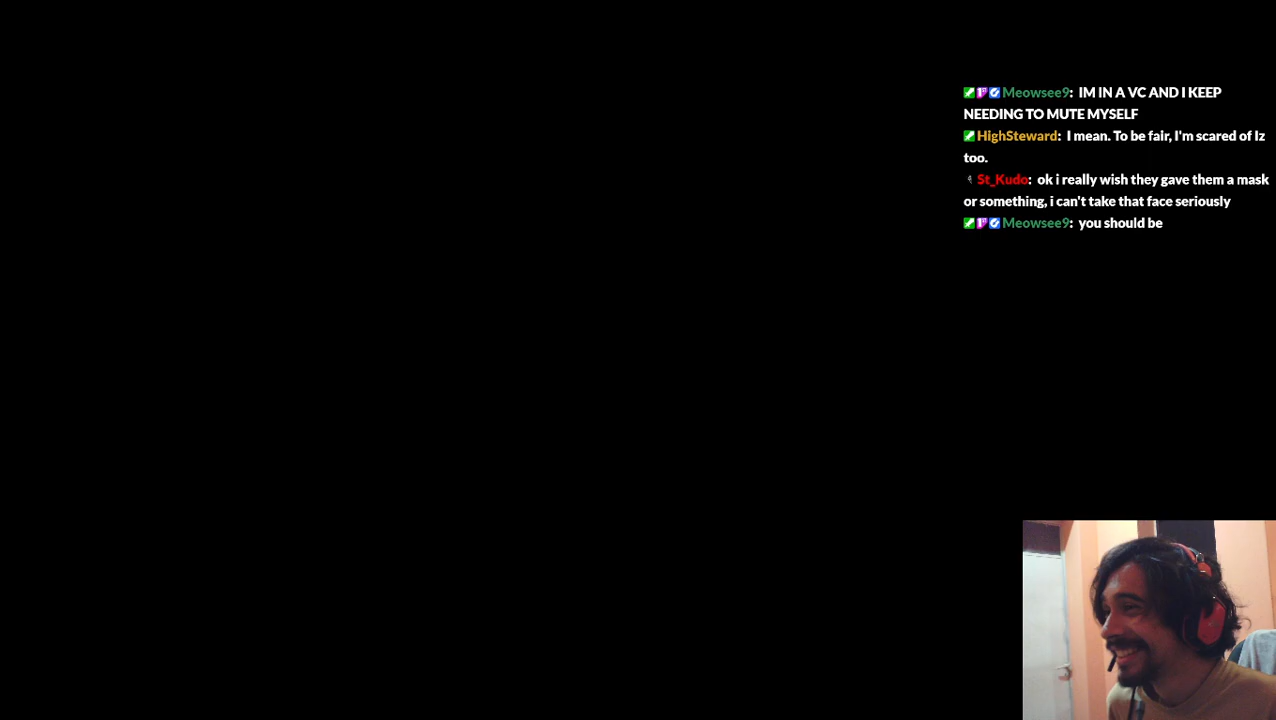 Meowsee9: IM IN A VC AND I KEEP
NEEDING TO MUTE MYSELF
HighSteward: I mean. To be fair, I'm scared of Iz
too.
St_Kudo: ok i really wish they gave them a mask
or something, i can't take that face seriously
Meowsee9: you should be